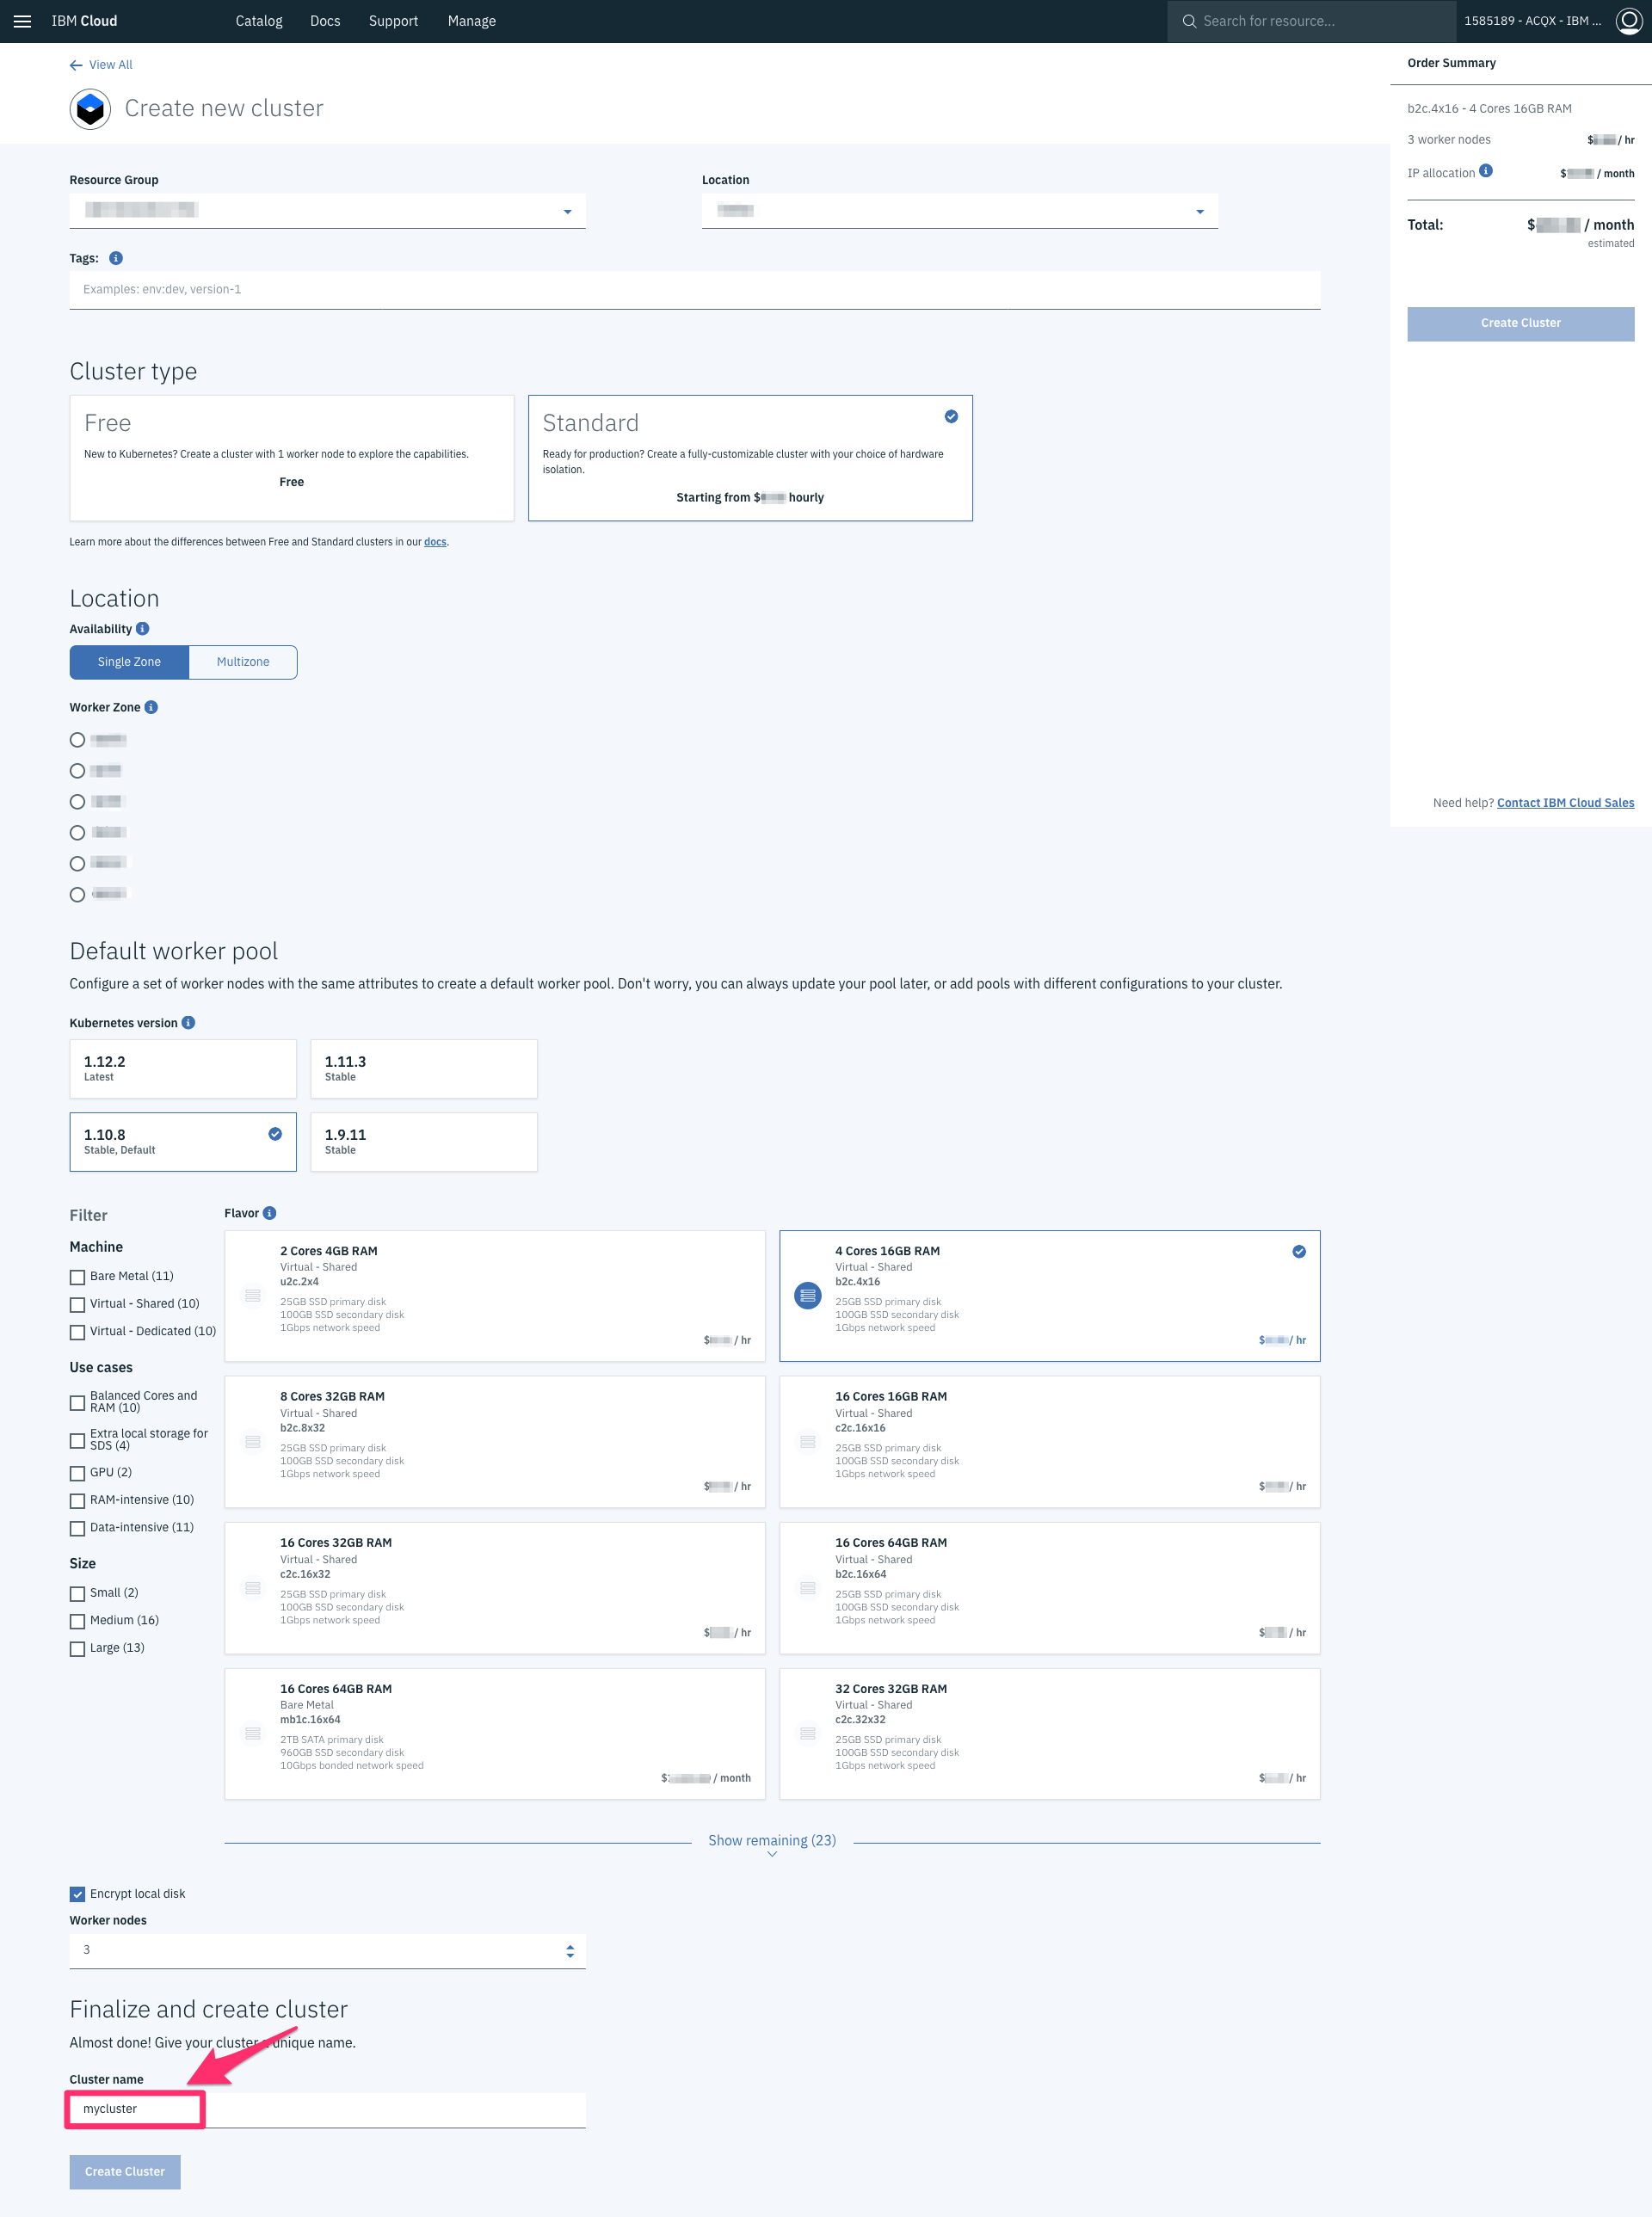 IBM Cloud
Catalog
Docs
Support
Manage
Search for resource...
1585189 - ACQX - IBM ...
View All
Create new cluster
Resource Group
Location
Tags:
Examples: env:dev, version-1
Cluster type
Free
New to Kubernetes? Create a cluster with 1 worker node to explore the capabilities.
Free
Standard
Ready for production? Create a fully-customizable cluster with your choice of hardware
isolation.
Starting from $ hourly
Learn more about the differences between Free and Standard clusters in our docs.
Location
Availability
Single Zone
Multizone
Worker Zone
Default worker pool
Configure a set of worker nodes with the same attributes to create a default worker pool. Don't worry, you can always update your pool later, or add pools with different configurations to your cluster.
Kubernetes version
1.12.2
Latest
1.11.3
Stable
1.10.8
Stable, Default
1.9.11
Stable
Filter
Machine
Bare Metal (11)
Virtual - Shared (10)
Virtual - Dedicated (10)
Use cases
Balanced Cores and
RAM (10)
Extra local storage for
SDS (4)
GPU (2)
RAM-intensive (10)
Data-intensive (11)
Size
Small (2)
Medium (16)
Large (13)
Flavor
2 Cores 4GB RAM
Virtual - Shared
u2c.2x4
25GB SSD primary disk
100GB SSD secondary disk
1Gbps network speed
$ / hr
4 Cores 16GB RAM
Virtual - Shared
b2c.4x16
25GB SSD primary disk
100GB SSD secondary disk
1Gbps network speed
$ / hr
8 Cores 32GB RAM
Virtual - Shared
b2c.8x32
25GB SSD primary disk
100GB SSD secondary disk
1Gbps network speed
$ / hr
16 Cores 16GB RAM
Virtual - Shared
c2c.16x16
25GB SSD primary disk
100GB SSD secondary disk
1Gbps network speed
$ / hr
16 Cores 32GB RAM
Virtual - Shared
c2c.16x32
25GB SSD primary disk
100GB SSD secondary disk
1Gbps network speed
$ / hr
16 Cores 64GB RAM
Virtual - Shared
b2c.16x64
25GB SSD primary disk
100GB SSD secondary disk
1Gbps network speed
$ / hr
16 Cores 64GB RAM
Bare Metal
mb1c.16x64
2TB SATA primary disk
960GB SSD secondary disk
10Gbps bonded network speed
$ / month
32 Cores 32GB RAM
Virtual - Shared
c2c.32x32
25GB SSD primary disk
100GB SSD secondary disk
1Gbps network speed
$ / hr
Show remaining (23)
Encrypt local disk
Worker nodes
3
Finalize and create cluster
Almost done! Give your cluster unique name.
Cluster name
mycluster
Create Cluster
Order Summary
b2c.4x16 - 4 Cores 16GB RAM
3 worker nodes
$ / hr
IP allocation
$ / month
Total:
$ / month
estimated
Create Cluster
Need help? Contact IBM Cloud Sales